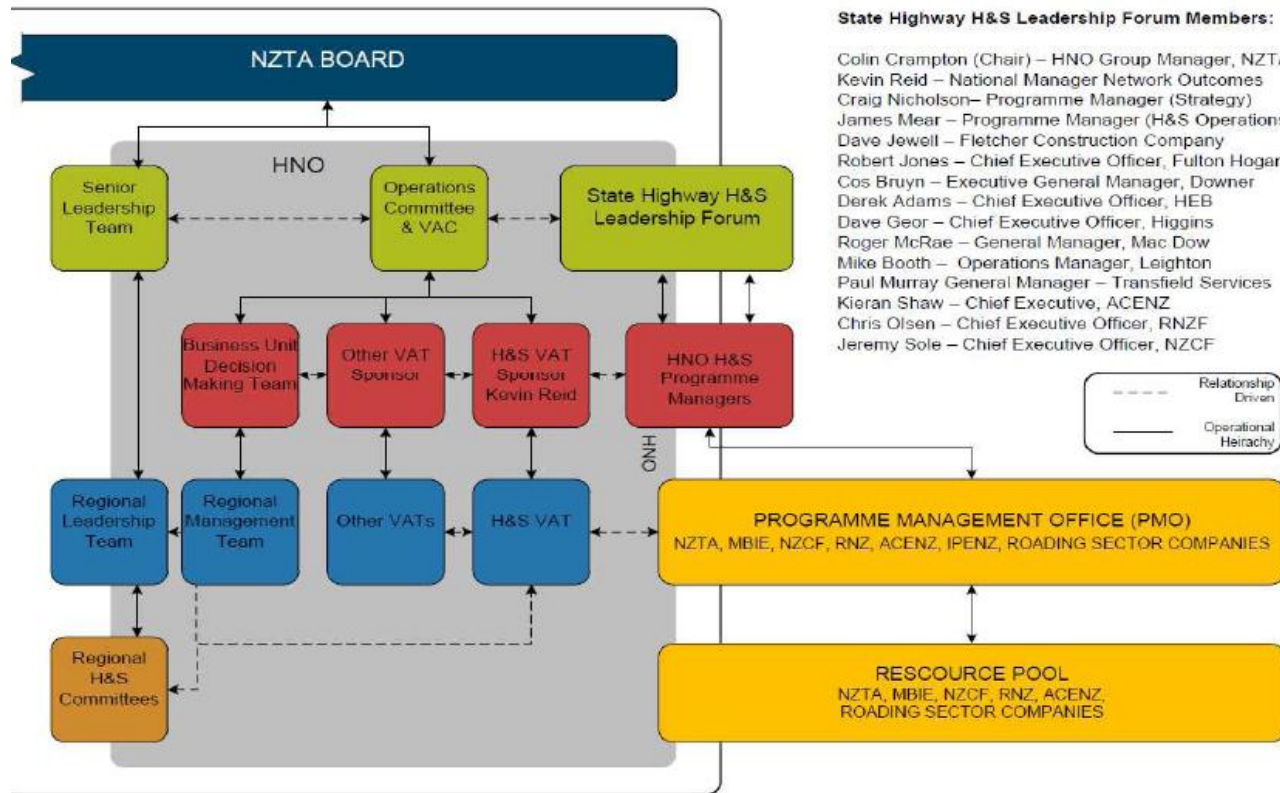 NZTA BOARD
HNO
Senior
Leadership
Team
Operations
Committee
& VAC
State Highway H&S
Leadership Forum
Business Unit
Decision
Making Team
Other VAT
Sponsor
H&S VAT
Sponsor
Kevin Reid
HNO H&S
Programme
Managers
HNO
Regional
Leadership
Team
Regional
Management
Team
Other VATs
H&S VAT
PROGRAMME MANAGEMENT OFFICE (PMO)
NZTA, MBIE, NZCF, RNZ, ACENZ, IPENZ, ROADING SECTOR COMPANIES
Regional
H&S
Committees
RESCOURCE POOL
NZTA, MBIE, NZCF, RNZ, ACENZ,
ROADING SECTOR COMPANIES
State Highway H&S Leadership Forum Members:
Colin Crampton (Chair) – HNO Group Manager, NZTA
Kevin Reid – National Manager Network Outcomes
Craig Nicholson– Programme Manager (Strategy)
James Mear – Programme Manager (H&S Operations
Dave Jewell – Fletcher Construction Company
Robert Jones – Chief Executive Officer, Fulton Hogan
Cos Bruyn – Executive General Manager, Downer
Derek Adams – Chief Executive Officer, HEB
Dave Geor – Chief Executive Officer, Higgins
Roger McRae – General Manager, Mac Dow
Mike Booth – Operations Manager, Leighton
Paul Murray General Manager – Transfield Services
Kieran Shaw – Chief Executive, ACENZ
Chris Olsen – Chief Executive Officer, RNZF
Jeremy Sole – Chief Executive Officer, NZCF
Relationship
Driven
Operational
Heirachy